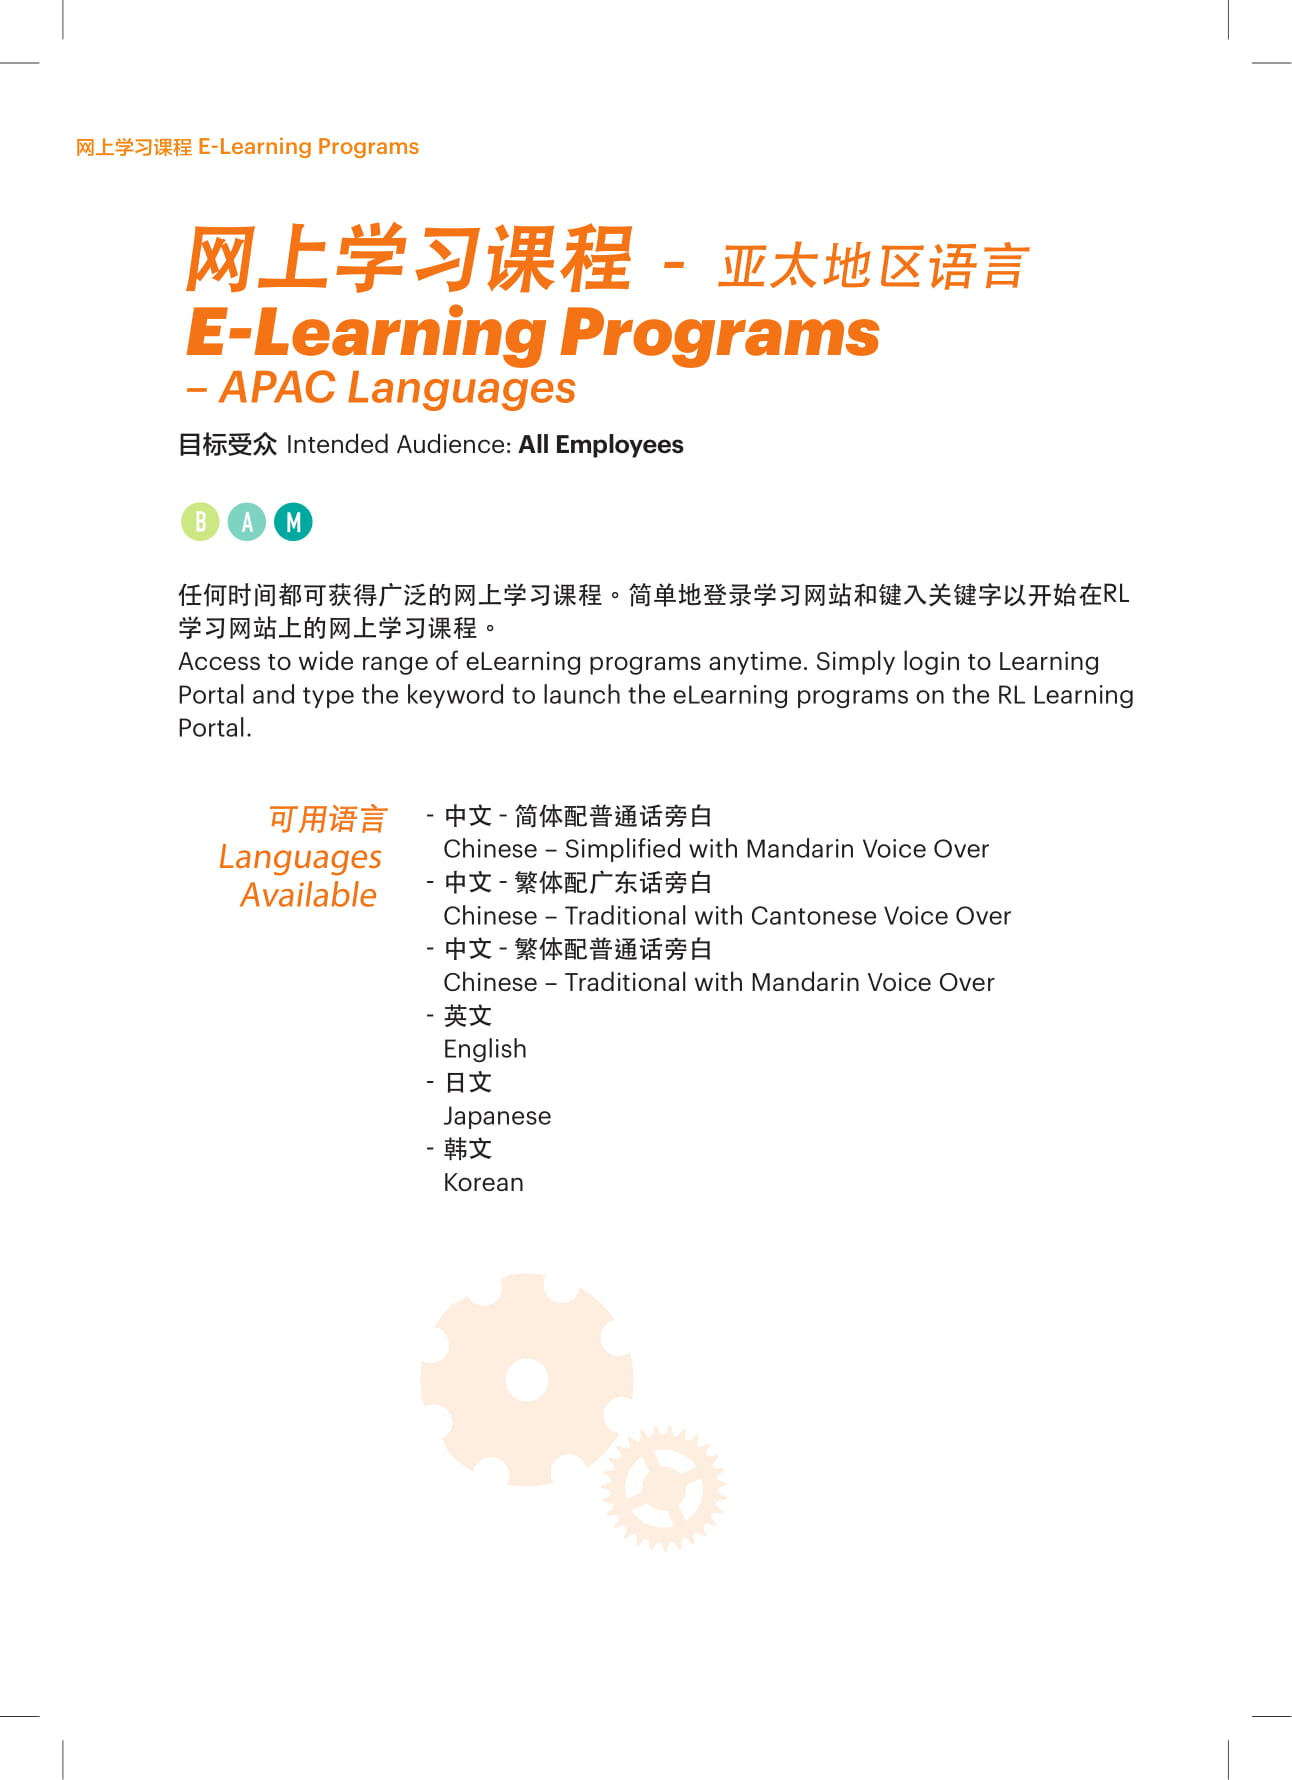 网上学习课程 E-Learning Programs
网上学习课程 - 亚太地区语言
E-Learning Programs
– APAC Languages
目标受众 Intended Audience: All Employees
B A M
任何时间都可获得广泛的网上学习课程。简单地登录学习网站和键入关键字以开始在RL
学习网站上的网上学习课程。
Access to wide range of eLearning programs anytime. Simply login to Learning
Portal and type the keyword to launch the eLearning programs on the RL Learning
Portal.
可用语言
Languages
Available
- 中文 - 简体配普通话旁白
Chinese – Simplified with Mandarin Voice Over
- 中文 - 繁体配广东话旁白
Chinese – Traditional with Cantonese Voice Over
- 中文 - 繁体配普通话旁白
Chinese – Traditional with Mandarin Voice Over
- 英文
English
- 日文
Japanese
- 韩文
Korean